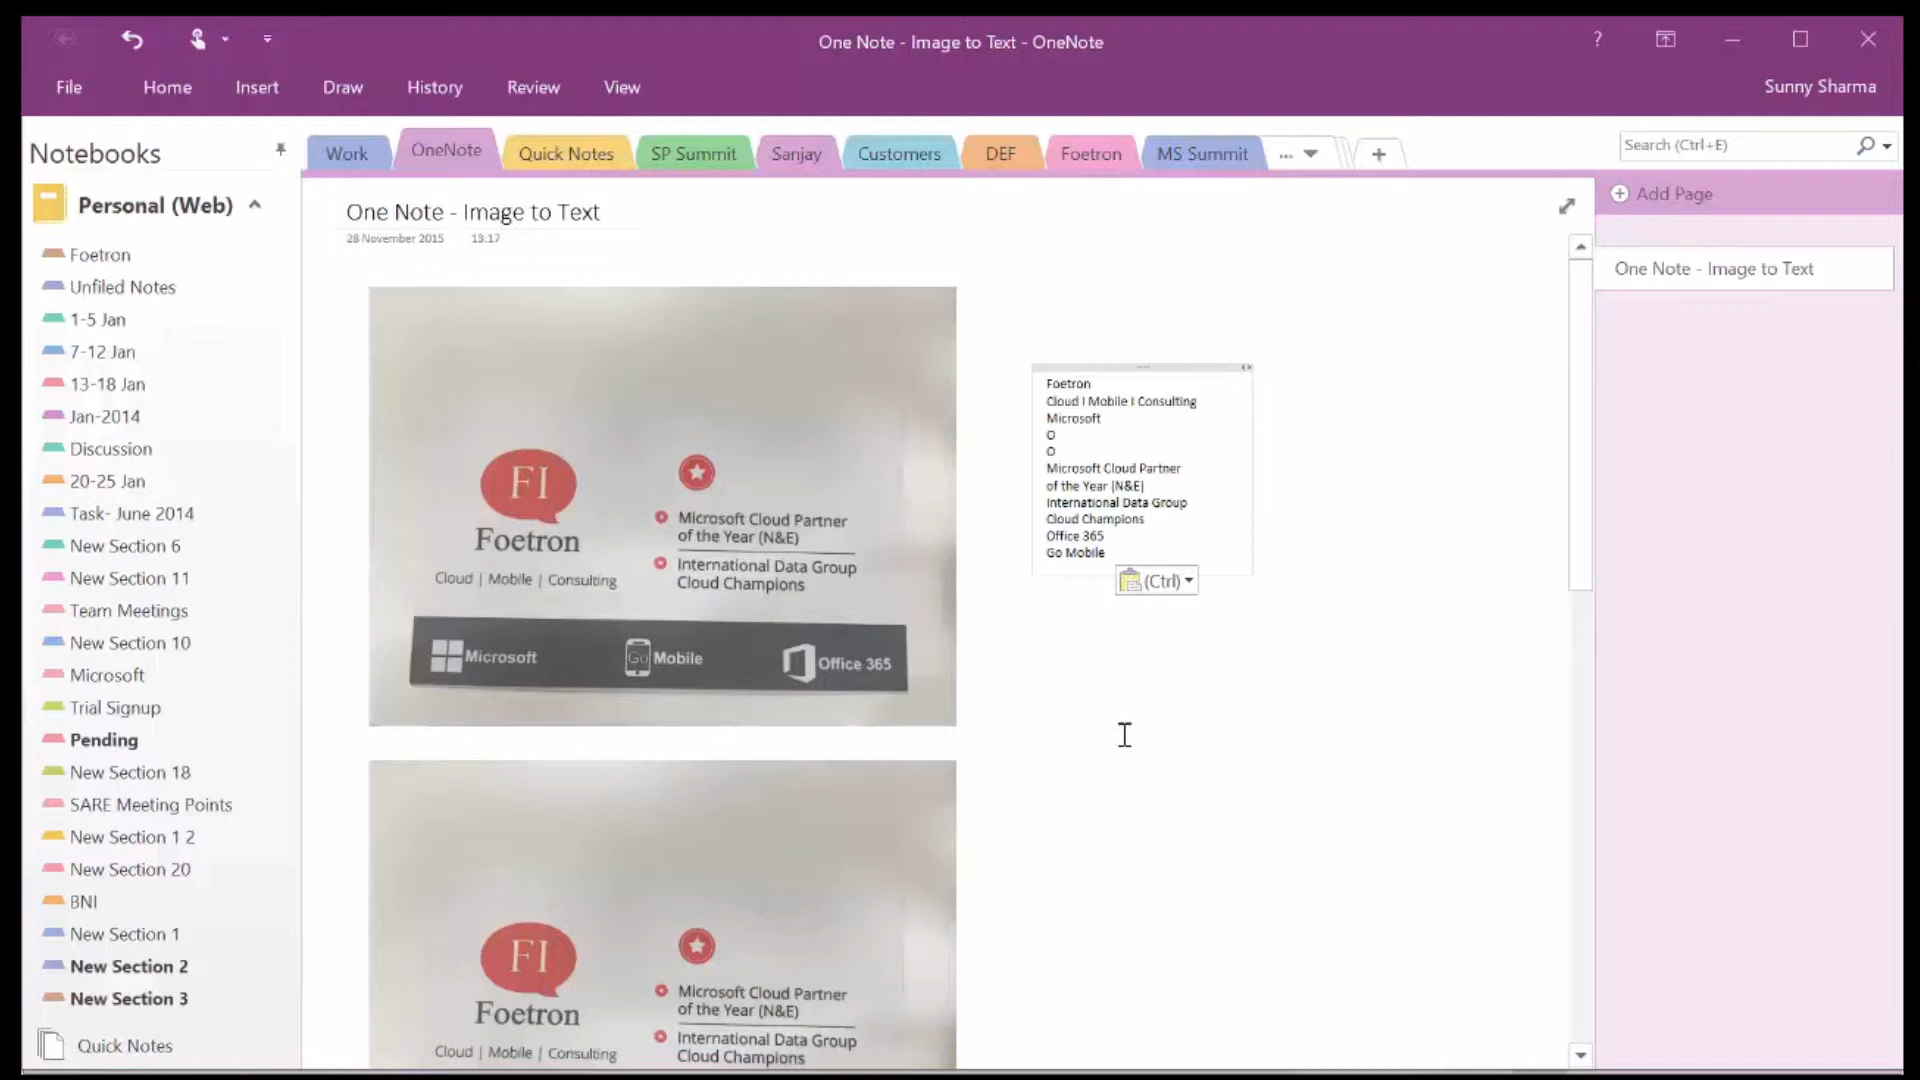 One Note - Image to Text - OneNote
File Home Insert Draw History Review View
Sunny Sharma
Notebooks
Personal (Web)
Foetron
Unfiled Notes
1-5 Jan
7-12 Jan
13-18 Jan
Jan-2014
Discussion
20-25 Jan
Task- June 2014
New Section 6
New Section 11
Team Meetings
New Section 10
Microsoft
Trial Signup
Pending
New Section 18
SARE Meeting Points
New Section 1 2
New Section 20
BNI
New Section 1
New Section 2
New Section 3
Quick Notes
Work OneNote Quick Notes SP Summit Sanjay Customers DEF Foetron MS Summit ...
Search (Ctrl+E)
One Note - Image to Text
28 November 2015 13:17
FI
Foetron
Cloud | Mobile | Consulting
Microsoft Cloud Partner
of the Year (N&E)
International Data Group
Cloud Champions
Microsoft Go Mobile Office 365
Foetron
Cloud I Mobile I Consulting
Microsoft
O
O
Microsoft Cloud Partner
of the Year (N&E)
International Data Group
Cloud Champions
Office 365
Go Mobile
(Ctrl)
FI
Foetron
Cloud | Mobile | Consulting
Microsoft Cloud Partner
of the Year (N&E)
International Data Group
Cloud Champions
Add Page
One Note - Image to Text